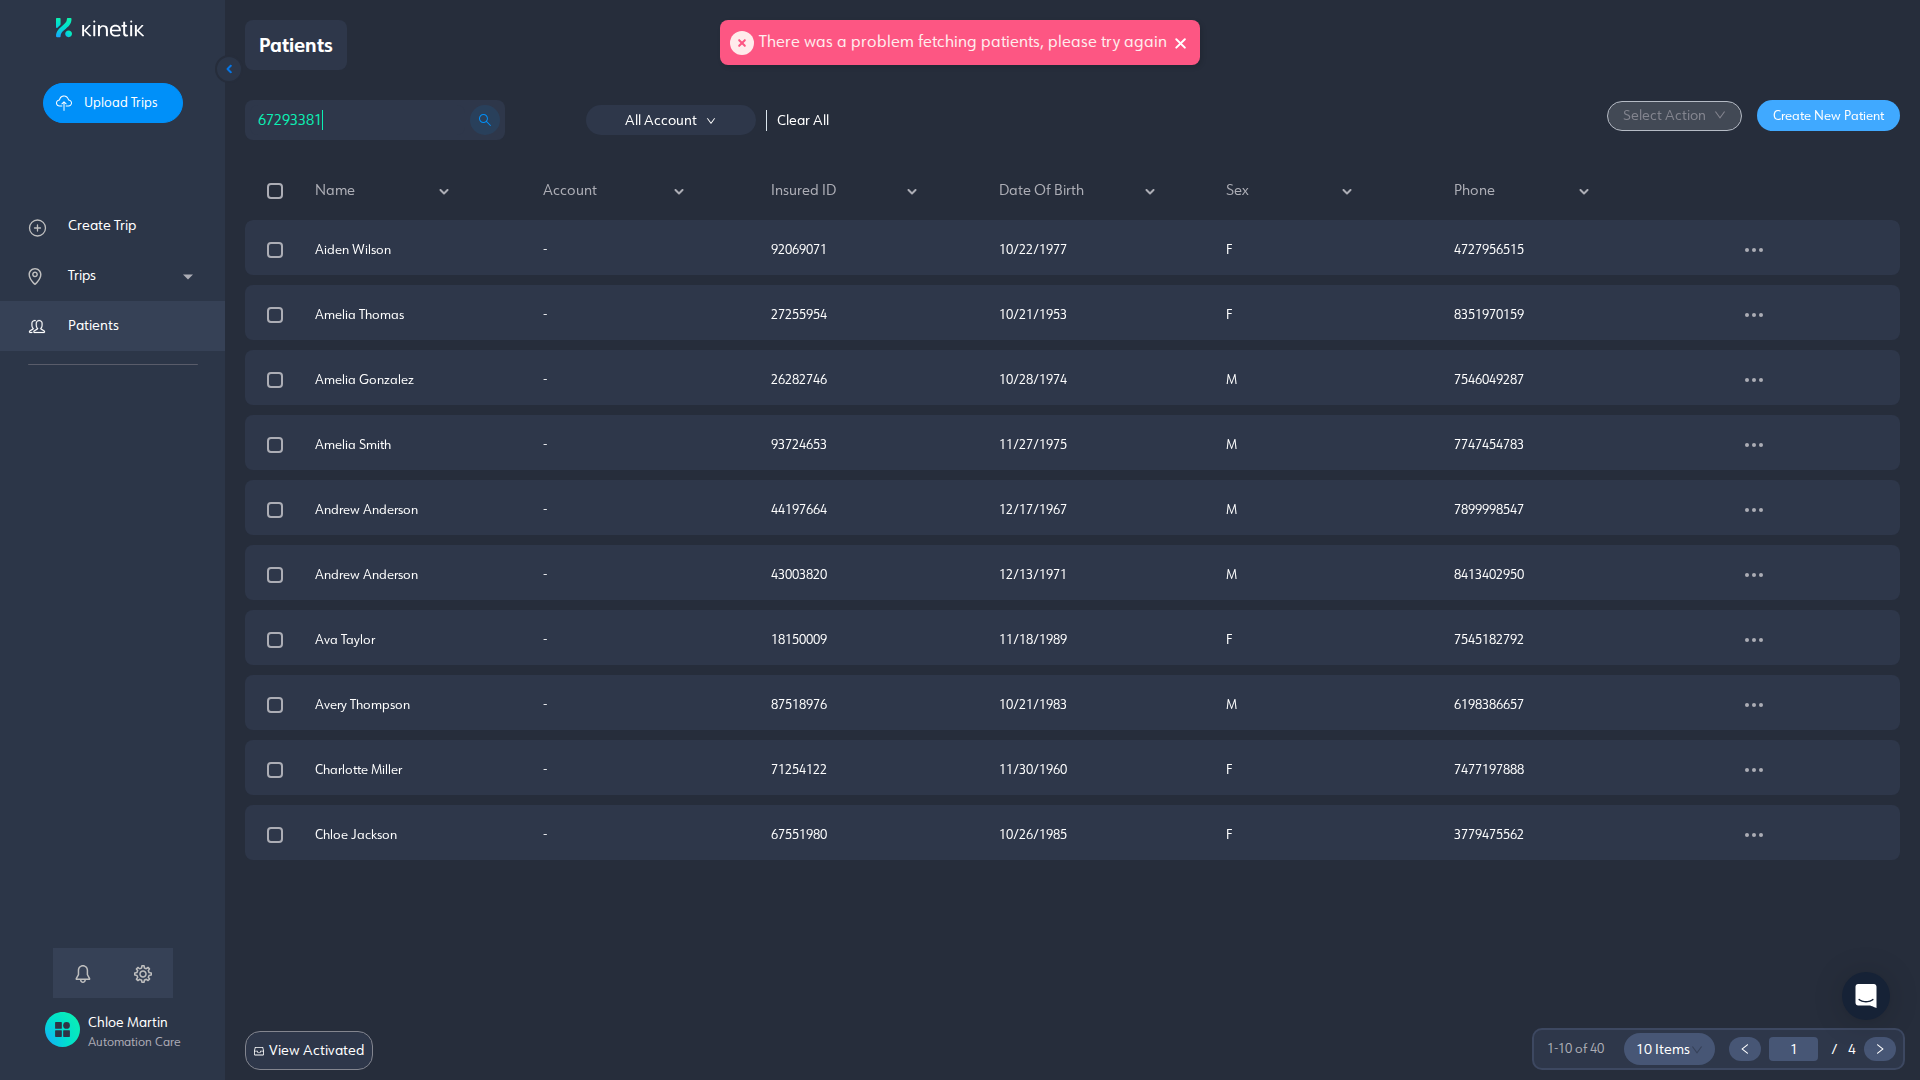 kinetik
Upload Trips
Create Trip
Trips
Patients
Chloe Martin
Automation Care
Patients
There was a problem fetching patients, please try again
67293381
All Account
Clear All
Select Action
Create New Patient
Name Account Insured ID Date Of Birth Sex Phone
Aiden Wilson - 92069071 10/22/1977 F 4727956515
Amelia Thomas - 27255954 10/21/1953 F 8351970159
Amelia Gonzalez - 26282746 10/28/1974 M 7546049287
Amelia Smith - 93724653 11/27/1975 M 7747454783
Andrew Anderson - 44197664 12/17/1967 M 7899998547
Andrew Anderson - 43003820 12/13/1971 M 8413402950
Ava Taylor - 18150009 11/18/1989 F 7545182792
Avery Thompson - 87518976 10/21/1983 M 6198386657
Charlotte Miller - 71254122 11/30/1960 F 7477197888
Chloe Jackson - 67551980 10/26/1985 F 3779475562
View Activated
1-10 of 40
10 Items
1 / 4